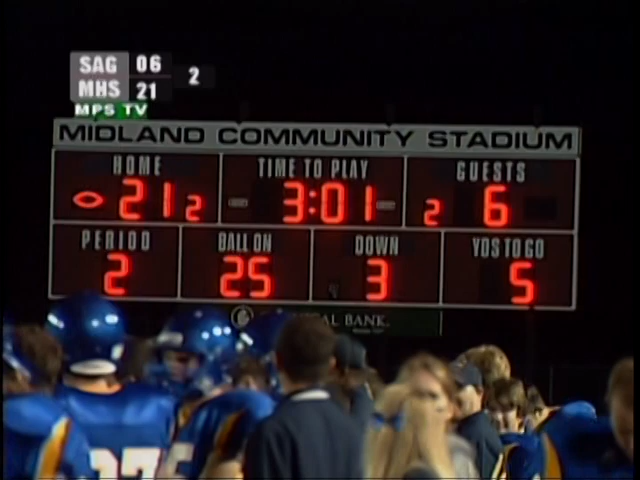 SAG 06
MHS 21 2
MPS TV
MIDLAND COMMUNITY STADIUM
HOME TIME TO PLAY GUESTS
21 2 3:01 2 6
PERIOD BALL ON DOWN YDS TO GO
2 25 3 5
BANK.